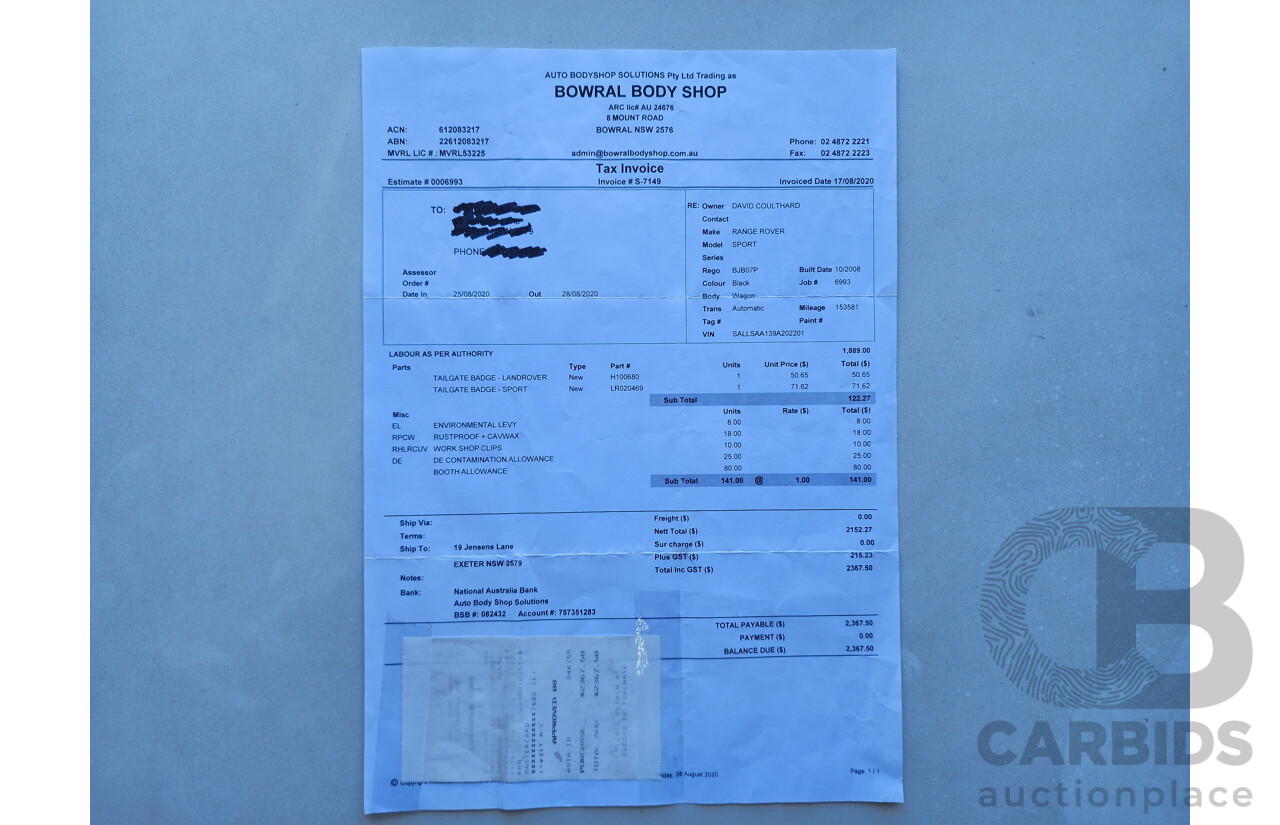 AUTO BODYSHOP SOLUTIONS Pty Ltd Trading as
BOWRAL BODY SHOP
ARC lic# AU 24676
8 MOUNT ROAD
ACN: 612083217 BOWRAL NSW 2576
ABN: 22612083217 Phone: 02 4872 2221
MVRL LIC # : MVRL53225 admin@bowralbodyshop.com.au Fax: 02 4872 2223
Tax Invoice
Estimate # 0006993 Invoice # S-7149 Invoiced Date 17/08/2020
TO:
PHONE
Assessor
Order #
Date In 25/08/2020 Out 28/08/2020
RE: Owner DAVID COULTHARD
Contact
Make RANGE ROVER
Model SPORT
Series
Rego BJB07P Built Date 10/2008
Colour Black Job # 6993
Body Wagon
Trans Automatic Mileage 153581
Tag # Paint #
VIN SALLSAA139A202201
LABOUR AS PER AUTHORITY 1,889.00
Parts Type Part # Units Unit Price ($) Total ($)
TAILGATE BADGE - LANDROVER New H100680 1 50.65 50.65
TAILGATE BADGE - SPORT New LR020469 1 71.62 71.62
Sub Total 122.27
Misc Units Rate ($) Total ($)
EL ENVIRONMENTAL LEVY 8.00 8.00
RPCW RUSTPROOF + CAVWAX 18.00 18.00
RHLRCUV WORK SHOP CLIPS 10.00 10.00
DE DE CONTAMINATION ALLOWANCE 25.00 25.00
BOOTH ALLOWANCE 80.00 80.00
Sub Total 141.00 @ 1.00 141.00
Ship Via:
Terms:
Ship To: 19 Jensens Lane
EXETER NSW 2579
Notes:
Bank: National Australia Bank
Auto Body Shop Solutions
BSB #: 082432 Account #: 757351283
Freight ($) 0.00
Nett Total ($) 2152.27
Sur charge ($) 0.00
Plus GST ($) 215.23
Total Inc GST ($) 2367.50
TOTAL PAYABLE ($) 2,367.50
PAYMENT ($) 0.00
BALANCE DUE ($) 2,367.50
MASTERCARD
APPROVED 08
PURCHASE $2367.50
TOTAL AUD $2367.50
© Copyright
28 August 2020
Page. 1 / 1
CB
CARBIDS
auctionplace